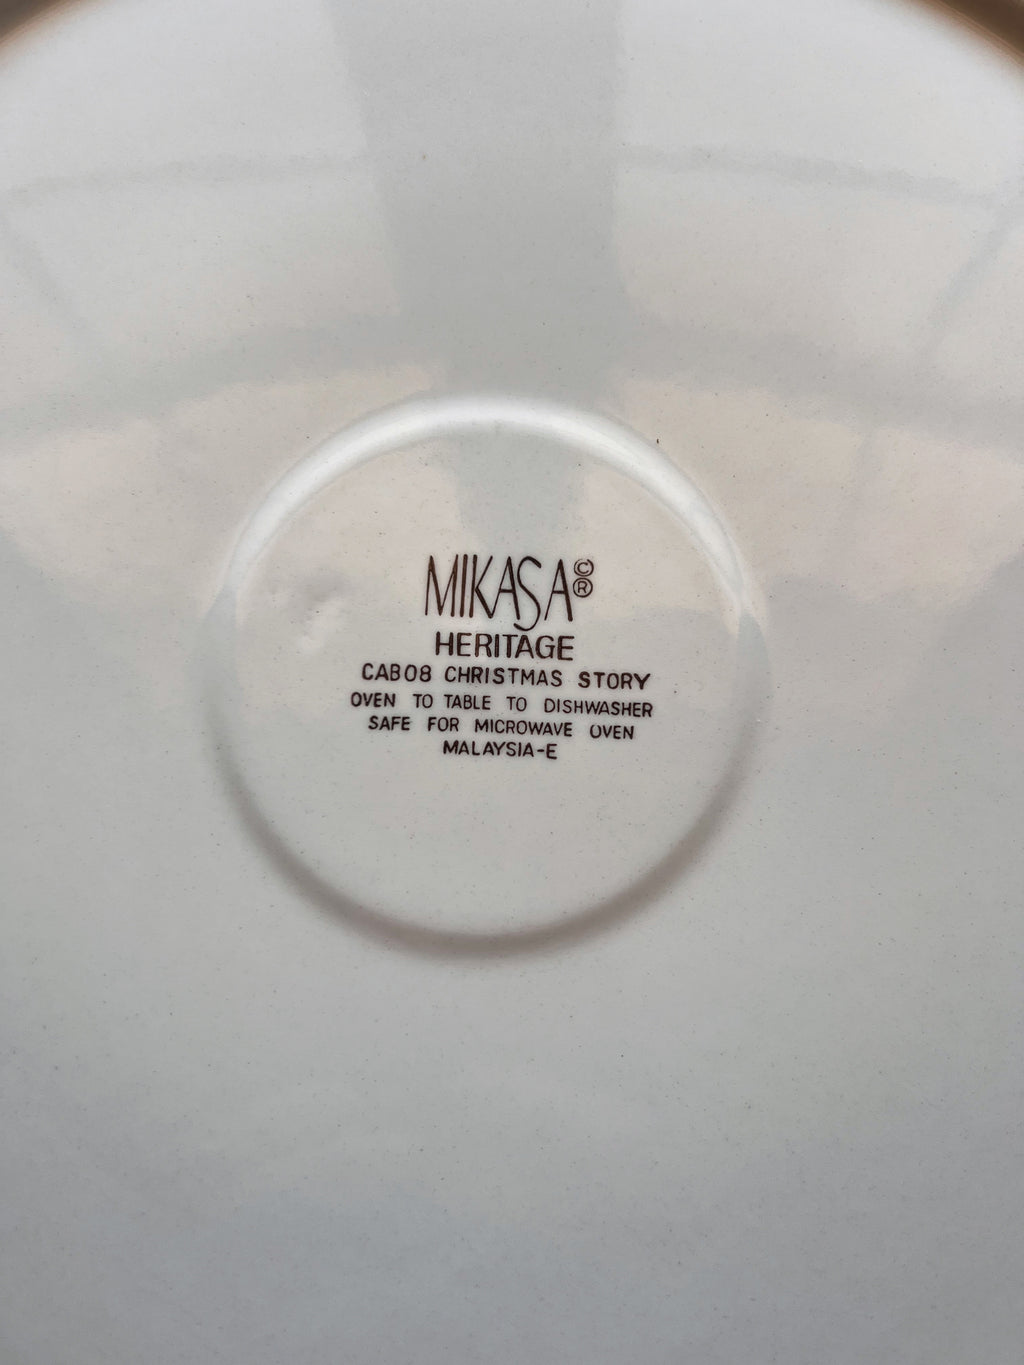 MIKASA©®
HERITAGE
CAB08 CHRISTMAS STORY
OVEN TO TABLE TO DISHWASHER
SAFE FOR MICROWAVE OVEN
MALAYSIA-E